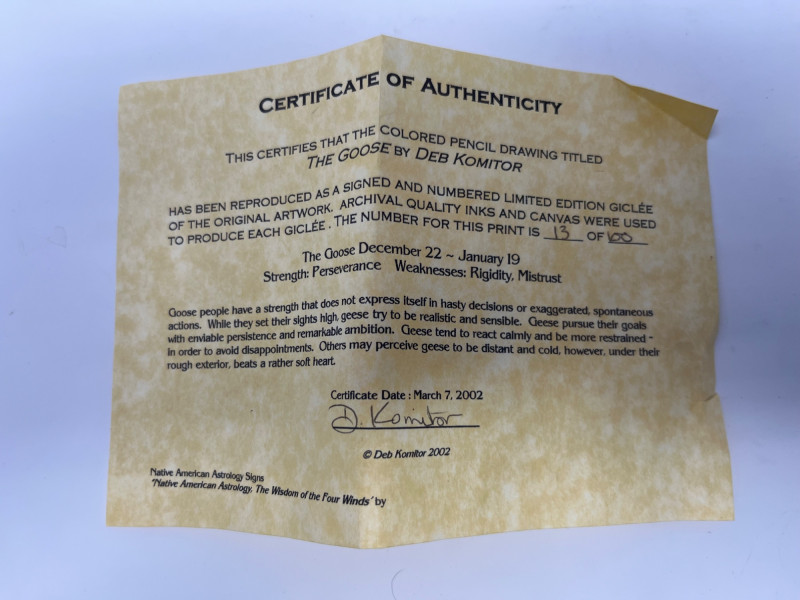 CERTIFICATE OF AUTHENTICITY
THIS CERTIFIES THAT THE COLORED PENCIL DRAWING TITLED
THE GOOSE BY DEB KOMITOR
HAS BEEN REPRODUCED AS A SIGNED AND NUMBERED LIMITED EDITION GICLÉE
OF THE ORIGINAL ARTWORK. ARCHIVAL QUALITY INKS AND CANVAS WERE USED
TO PRODUCE EACH GICLÉE. THE NUMBER FOR THIS PRINT IS 13 OF 100
The Goose December 22 ~ January 19
Strength: Perseverance Weaknesses: Rigidity, Mistrust
Goose people have a strength that does not express itself in hasty decisions or exaggerated, spontaneous
actions. While they set their sights high, geese try to be realistic and sensible. Geese pursue their goals
with enviable persistence and remarkable ambition. Geese tend to react calmly and be more restrained -
in order to avoid disappointments. Others may perceive geese to be distant and cold, however, under their
rough exterior, beats a rather soft heart.
Certificate Date : March 7, 2002
D. Komitor
© Deb Komitor 2002
Native American Astrology Signs
"Native American Astrology, The Wisdom of the Four Winds" by